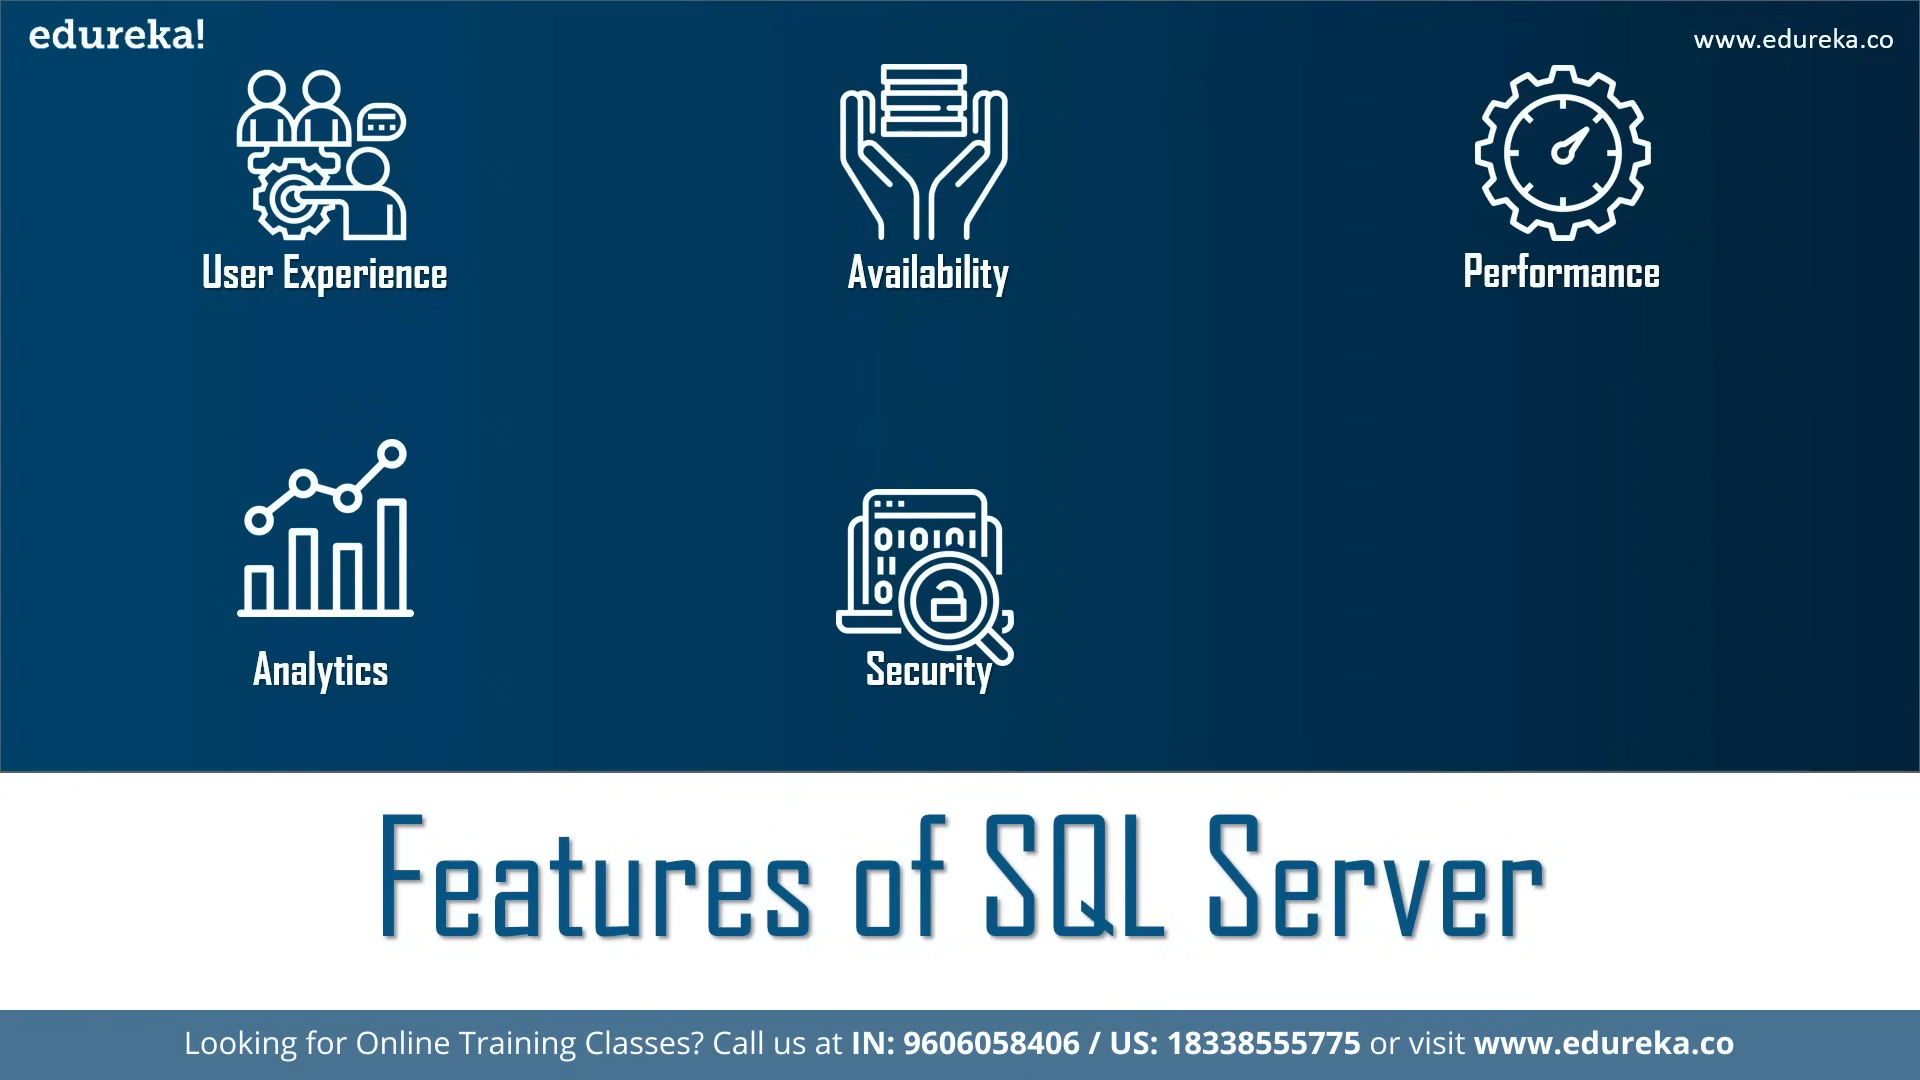 edureka!
www.edureka.co
User Experience
Availability
Performance
Analytics
Security
Features of SQL Server
Looking for Online Training Classes? Call us at IN: 9606058406 / US: 18338555775 or visit www.edureka.co